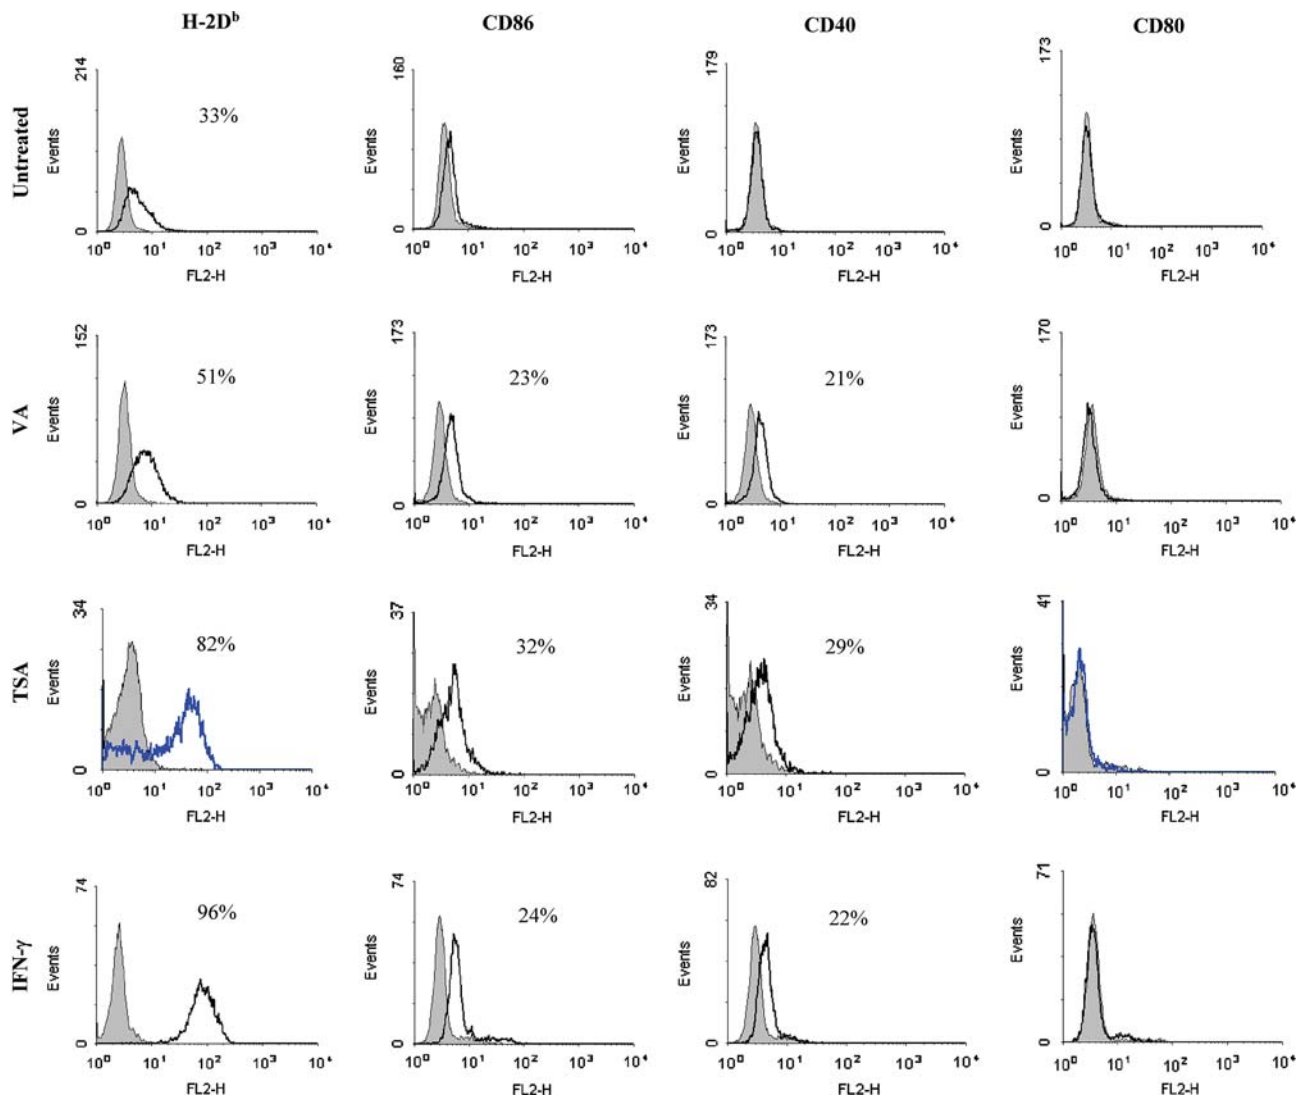 H-2Dᵇ CD86 CD40 CD80
Untreated
214 33% Events 0 10⁰ 10¹ 10² 10³ 10⁴ FL2-H
160 Events 0 10⁰ 10¹ 10² 10³ 10⁴ FL2-H
179 Events 0 10⁰ 10¹ 10² 10³ 10⁴ FL2-H
173 Events 0 10⁰ 10¹ 10² 10³ 10⁴ FL2-H
VA
152 51% Events 0 10⁰ 10¹ 10² 10³ 10⁴ FL2-H
173 23% Events 0 10⁰ 10¹ 10² 10³ 10⁴ FL2-H
173 21% Events 0 10⁰ 10¹ 10² 10³ 10⁴ FL2-H
170 Events 0 10⁰ 10¹ 10² 10³ 10⁴ FL2-H
TSA
34 82% Events 0 10⁰ 10¹ 10² 10³ 10⁴ FL2-H
37 32% Events 0 10⁰ 10¹ 10² 10³ 10⁴ FL2-H
34 29% Events 0 10⁰ 10¹ 10² 10³ 10⁴ FL2-H
41 Events 0 10⁰ 10¹ 10² 10³ 10⁴ FL2-H
IFN-γ
74 96% Events 0 10⁰ 10¹ 10² 10³ 10⁴ FL2-H
74 24% Events 0 10⁰ 10¹ 10² 10³ 10⁴ FL2-H
82 22% Events 0 10⁰ 10¹ 10² 10³ 10⁴ FL2-H
71 Events 0 10⁰ 10¹ 10² 10³ 10⁴ FL2-H